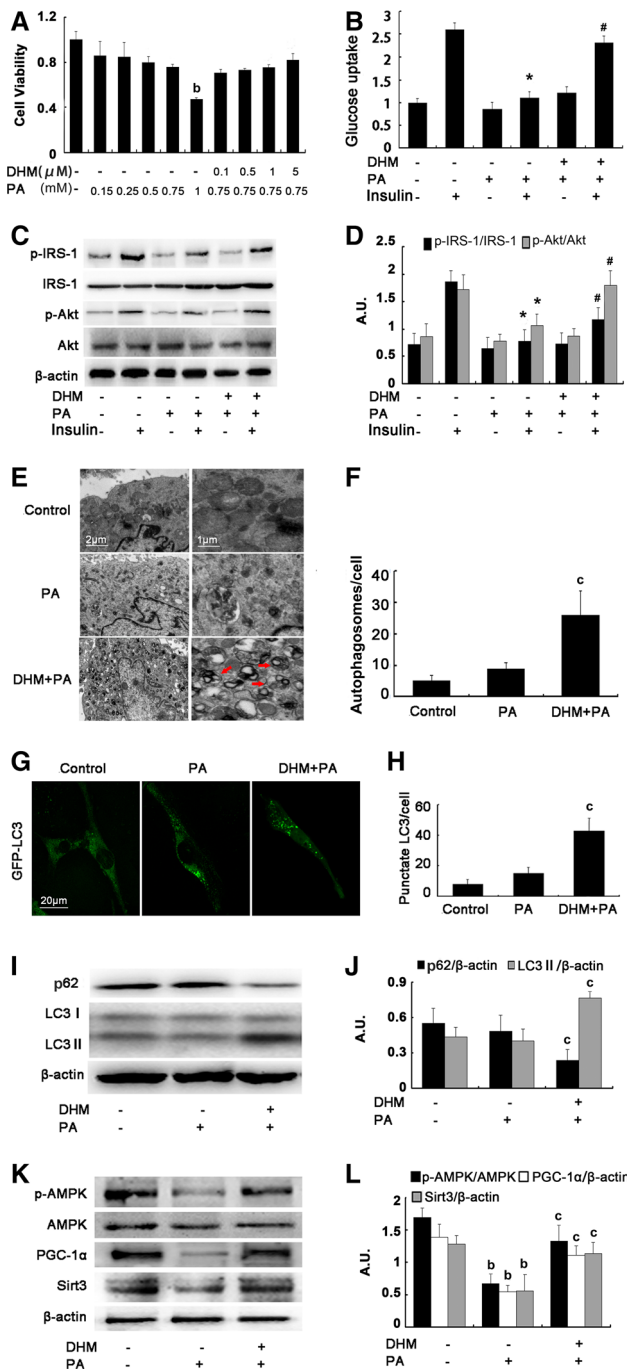 A
Cell Viability
1.2
0.8
0.4
0
b
DHM(μM) - - - - - - 0.1 0.5 1 5
PA (mM) - 0.15 0.25 0.5 0.75 1 0.75 0.75 0.75 0.75
B
Glucose uptake
3
2.5
2
1.5
1
0.5
0
* #
DHM - - - - + +
PA - - + + + +
Insulin - + - + - +
C
p-IRS-1
IRS-1
p-Akt
Akt
β-actin
DHM - - - - + +
PA - - + + + +
Insulin - + - + - +
D
p-IRS-1/IRS-1 p-Akt/Akt
A.U.
2.5
2
1.5
1
0.5
0
* * # #
DHM - - - - + +
PA - - + + + +
Insulin - + - + - +
E
Control
2μm 1μm
PA
DHM+PA
F
Autophagosomes/cell
40
30
20
10
0
c
Control PA DHM+PA
G
Control PA DHM+PA
GFP-LC3
20μm
H
Punctate LC3/cell
60
40
20
0
c
Control PA DHM+PA
I
p62
LC3 I
LC3 II
β-actin
DHM - - +
PA - + +
J
p62/β-actin LC3 II/β-actin
A.U.
0.9
0.6
0.3
0
c c
DHM - - +
PA - + +
K
p-AMPK
AMPK
PGC-1α
Sirt3
β-actin
DHM - - +
PA - + +
L
p-AMPK/AMPK PGC-1α/β-actin
Sirt3/β-actin
A.U.
2
1.5
1
0.5
0
b b b c c c
DHM - - +
PA - + +